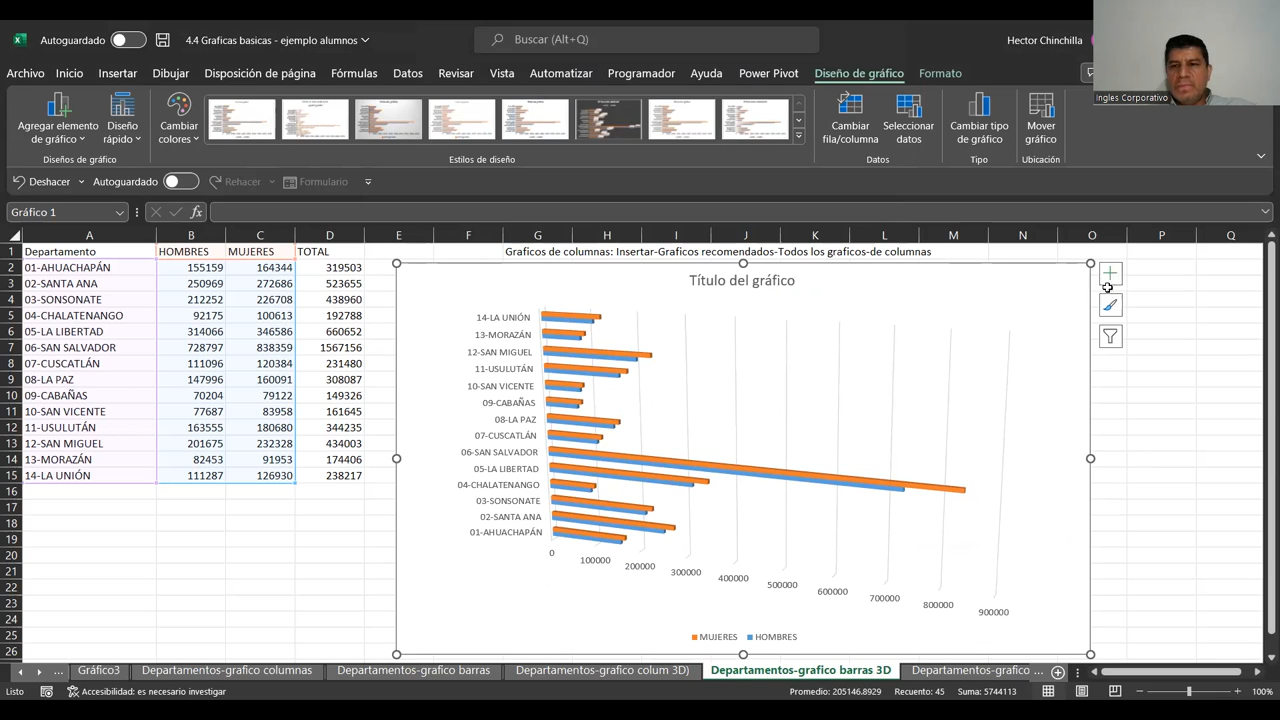 Autoguardado
4.4 Graficas basicas - ejemplo alumnos
Buscar (Alt+Q)
Hector Chinchilla
Ingles Corporativo
Archivo Inicio Insertar Dibujar Disposición de página Fórmulas Datos Revisar Vista Automatizar Programador Ayuda Power Pivot Diseño de gráfico Formato
Agregar elemento de gráfico
Diseño rápido
Cambiar colores
Cambiar fila/columna
Seleccionar datos
Cambiar tipo de gráfico
Mover gráfico
Diseños de gráfico
Estilos de diseño
Datos
Tipo
Ubicación
Deshacer Autoguardado Rehacer Formulario
Gráfico 1
fx
A B C D E F G H I J K L M N O P Q
1 Departamento HOMBRES MUJERES TOTAL Graficos de columnas: Insertar-Graficos recomendados-Todos los graficos-de columnas
2 01-AHUACHAPÁN 155159 164344 319503
3 02-SANTA ANA 250969 272686 523655
4 03-SONSONATE 212252 226708 438960
5 04-CHALATENANGO 92175 100613 192788
6 05-LA LIBERTAD 314066 346586 660652
7 06-SAN SALVADOR 728797 838359 1567156
8 07-CUSCATLÁN 111096 120384 231480
9 08-LA PAZ 147996 160091 308087
10 09-CABAÑAS 70204 79122 149326
11 10-SAN VICENTE 77687 83958 161645
12 11-USULUTÁN 163555 180680 344235
13 12-SAN MIGUEL 201675 232328 434003
14 13-MORAZÁN 82453 91953 174406
15 14-LA UNIÓN 111287 126930 238217
16
17
18
19
20
21
22
23
24
25
26
Título del gráfico
14-LA UNIÓN
13-MORAZÁN
12-SAN MIGUEL
11-USULUTÁN
10-SAN VICENTE
09-CABAÑAS
08-LA PAZ
07-CUSCATLÁN
06-SAN SALVADOR
05-LA LIBERTAD
04-CHALATENANGO
03-SONSONATE
02-SANTA ANA
01-AHUACHAPÁN
0 100000 200000 300000 400000 500000 600000 700000 800000 900000
MUJERES HOMBRES
... Gráfico3 Departamentos-grafico columnas Departamentos-grafico barras Departamentos-grafico colum 3D) Departamentos-grafico barras 3D Departamentos-grafico ...
Listo Accesibilidad: es necesario investigar Promedio: 205146.8929 Recuento: 45 Suma: 5744113 100%